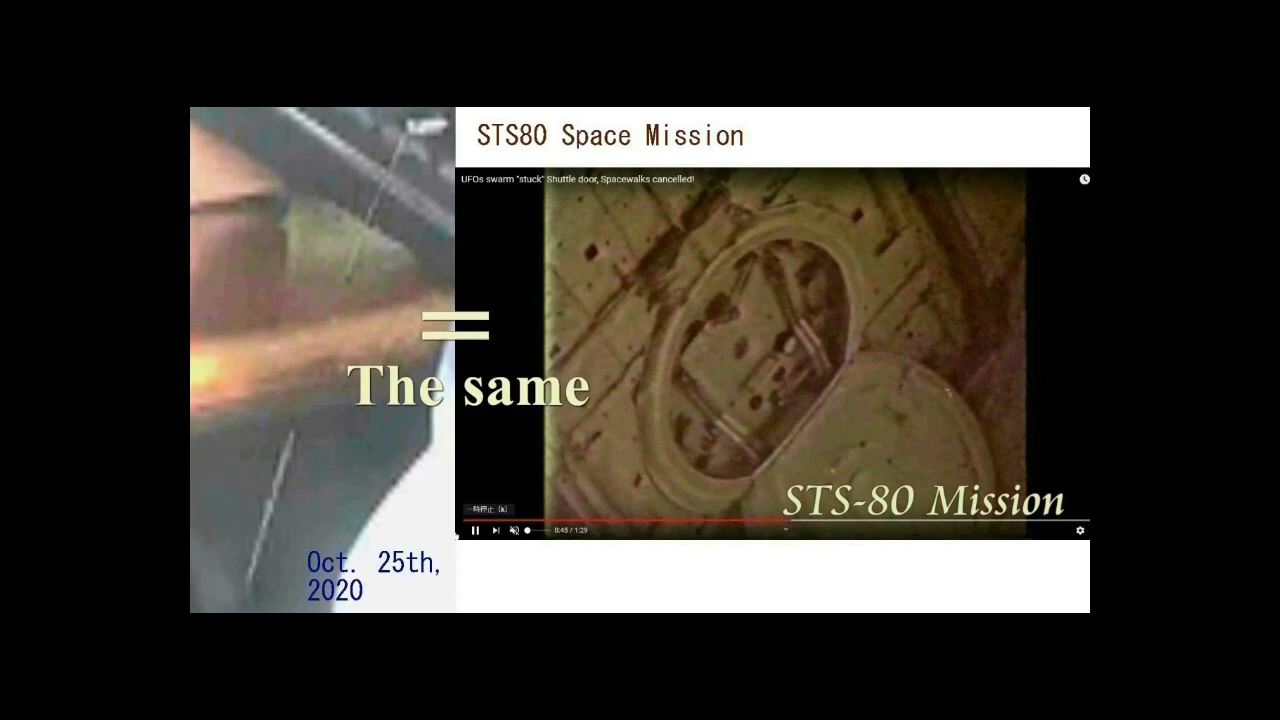 STS80 Space Mission
UFOs swarm "stuck" Shuttle door, Spacewalks cancelled!
=
The same
STS-80 Mission
一時停止 (k)
0:45 / 1:29
Oct. 25th,
2020